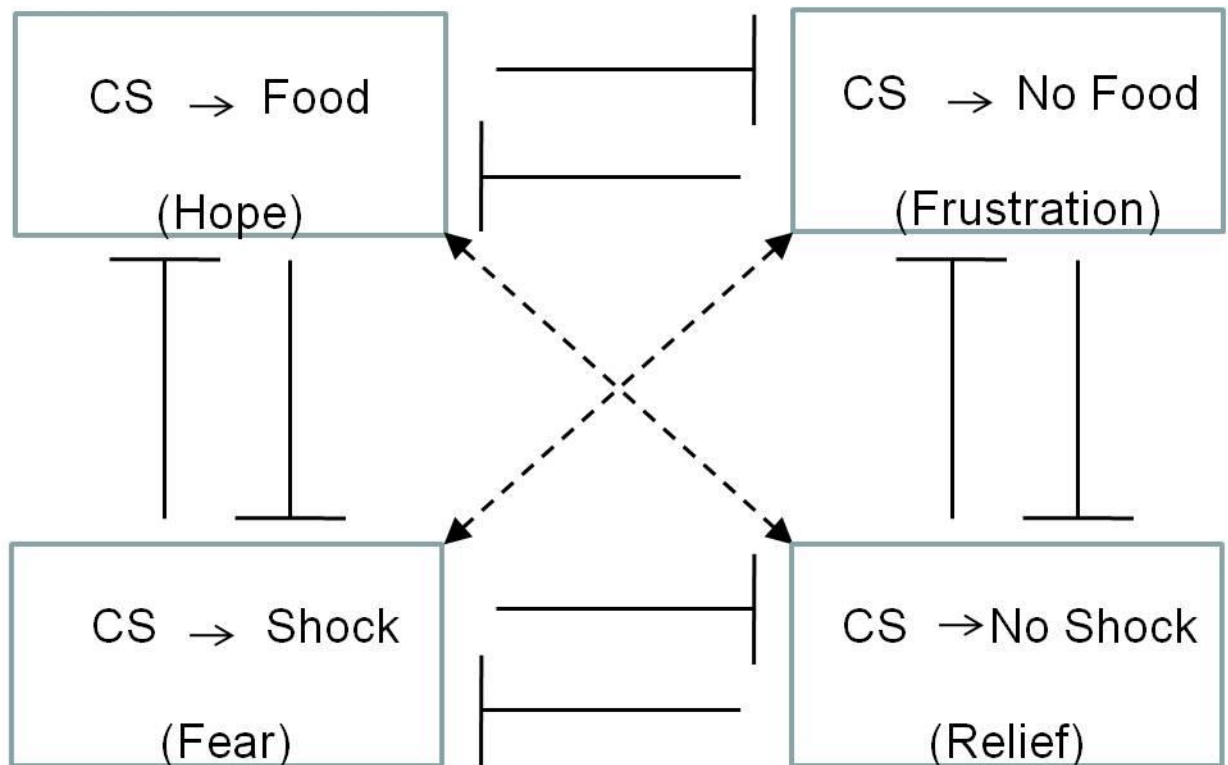 CS → Food
(Hope)
CS → No Food
(Frustration)
CS → Shock
(Fear)
CS → No Shock
(Relief)